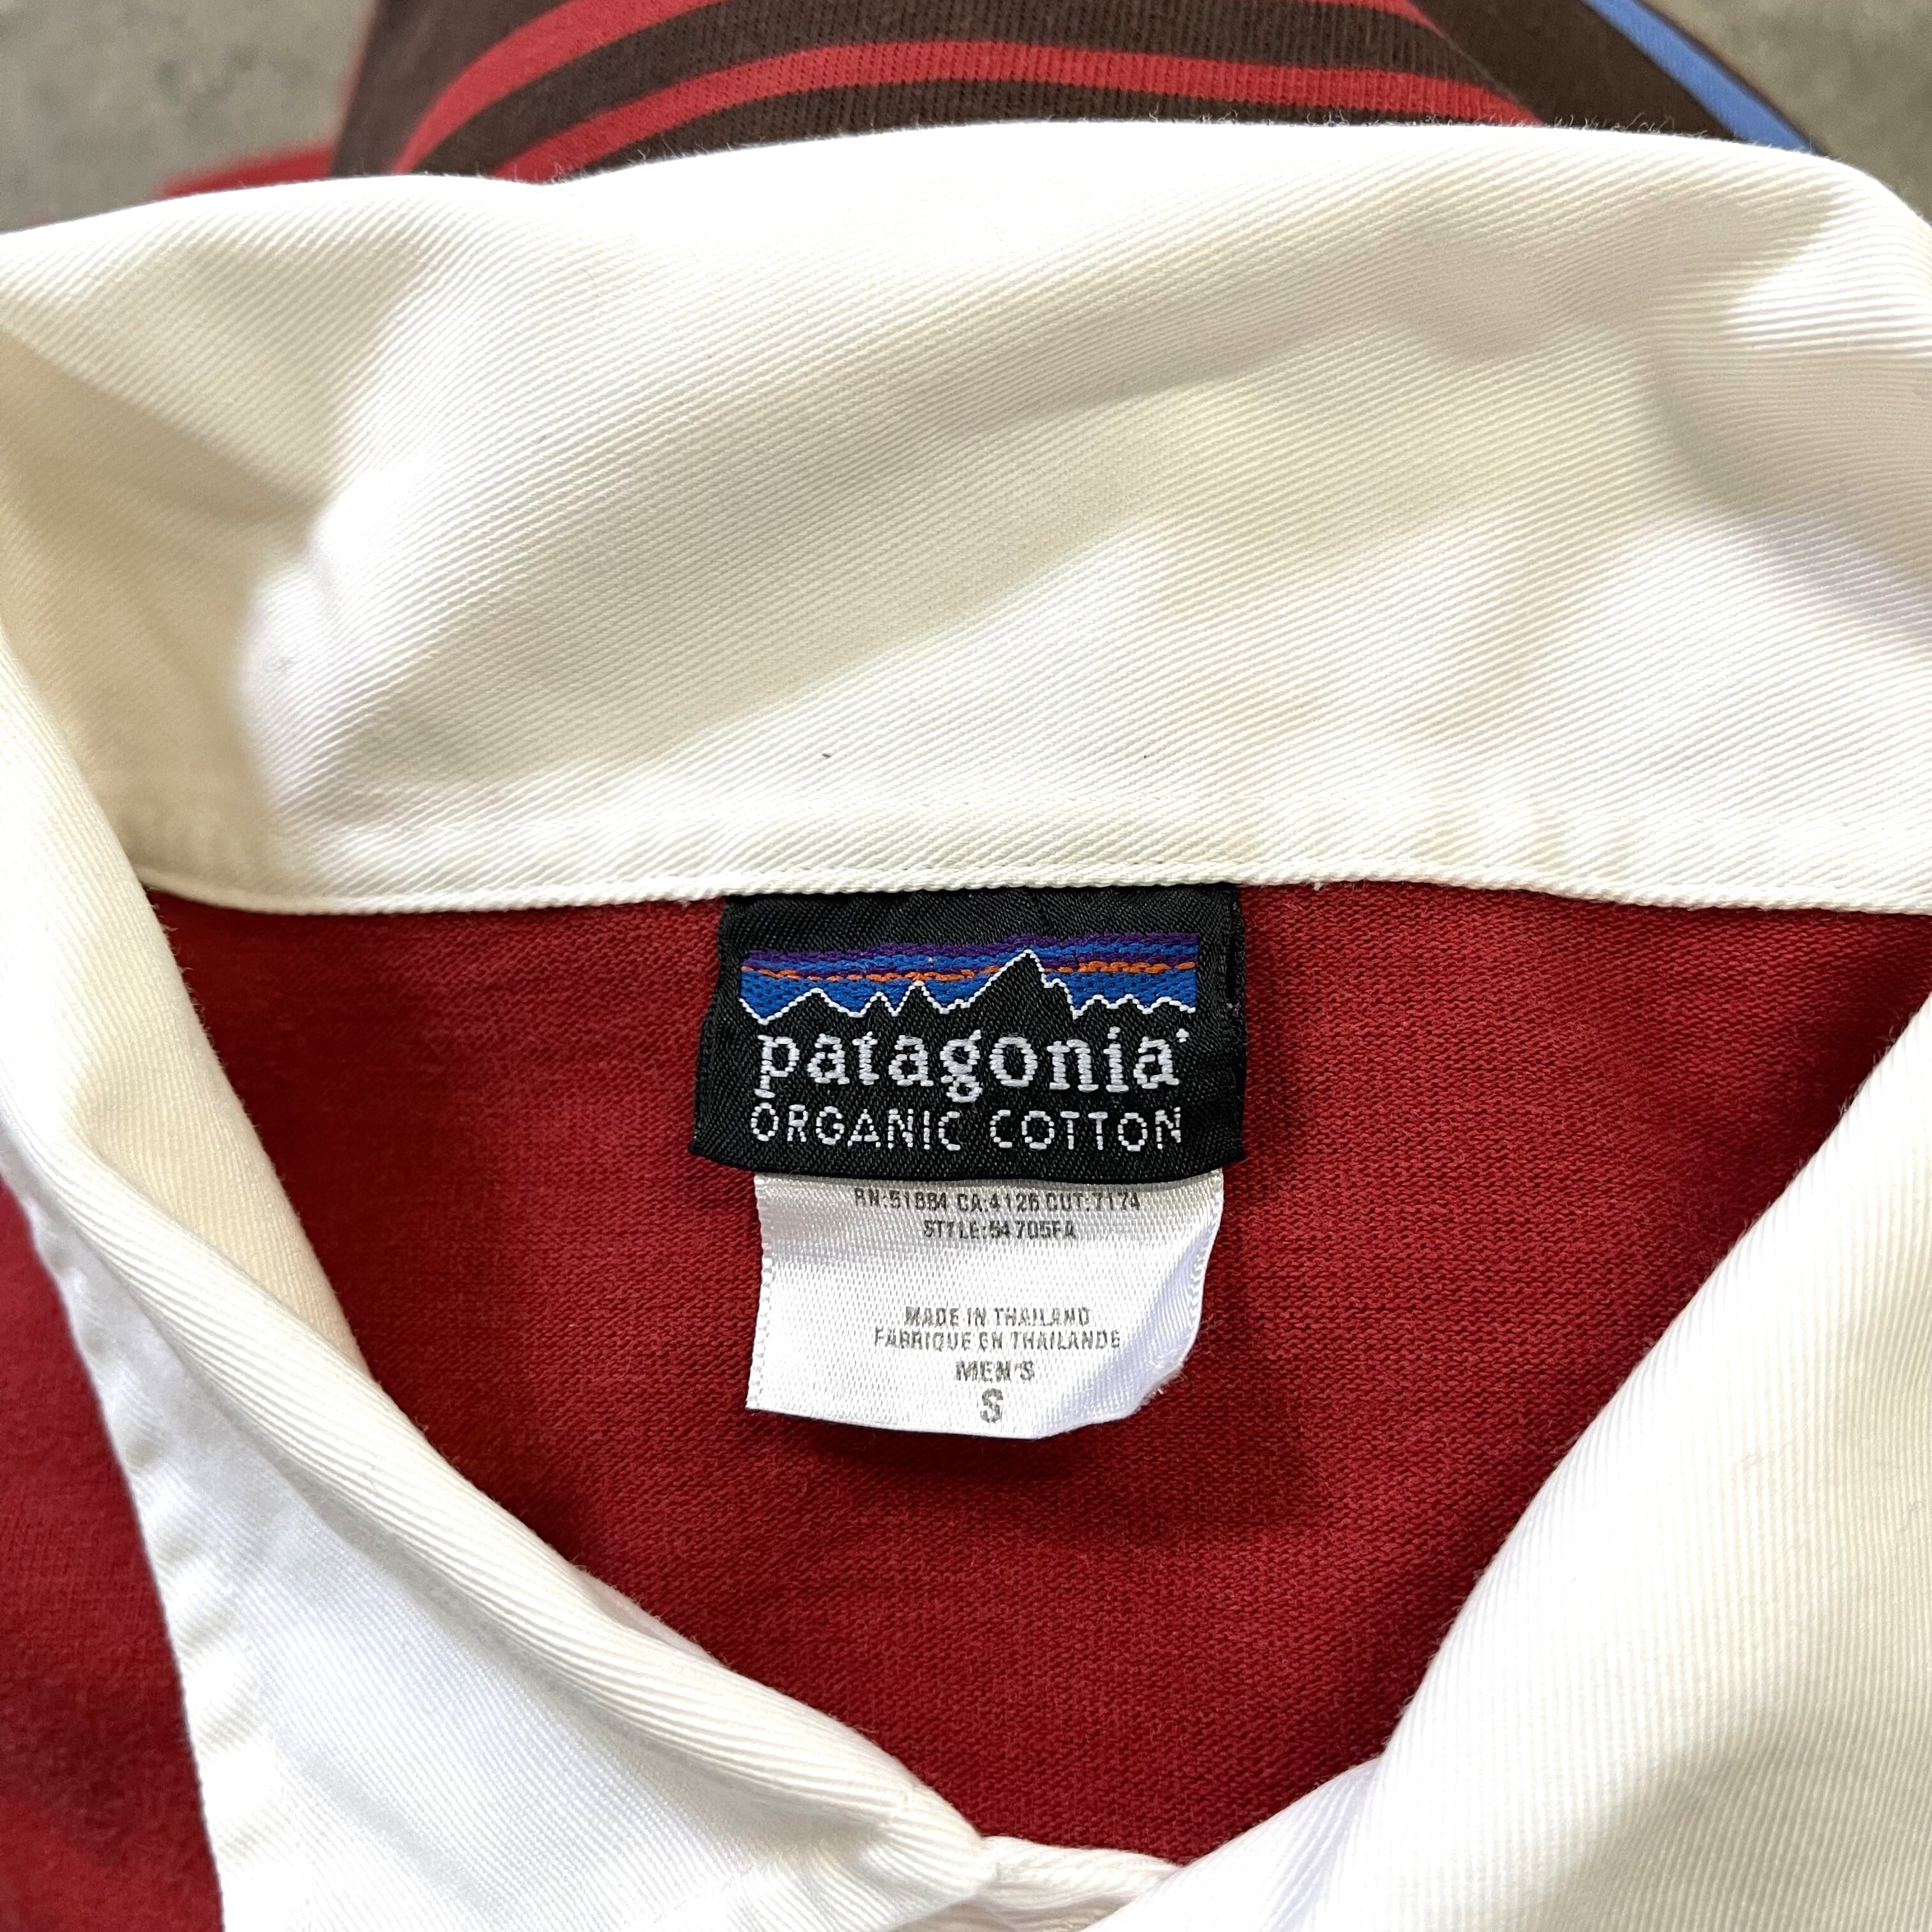 patagonia®
ORGANIC COTTON
RN:51884 CA:4126 CUT:7174
STYLE:54705FA
MADE IN THAILAND
FABRIQUE EN THAILANDE
MEN'S
S